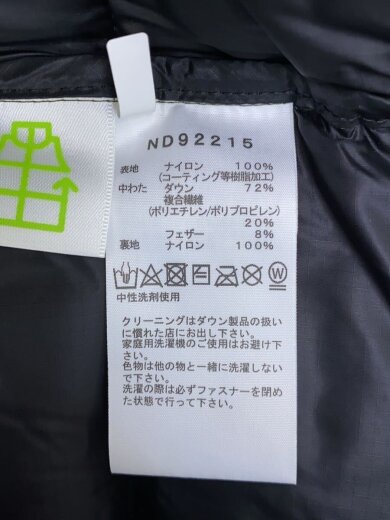 ND92215
表地 ナイロン 100%
(コーティング等樹脂加工)
中わた ダウン 72%
複合繊維
(ポリエチレン/ポリプロピレン)
20%
フェザー 8%
裏地 ナイロン 100%
中性洗剤使用
クリーニングはダウン製品の扱い
に慣れた店にお出し下さい。
家庭用洗濯機のご使用はお避け下
さい。
色物は他の物と一緒に洗濯しない
で下さい。
洗濯の際は必ずファスナーを閉め
た状態で行って下さい。